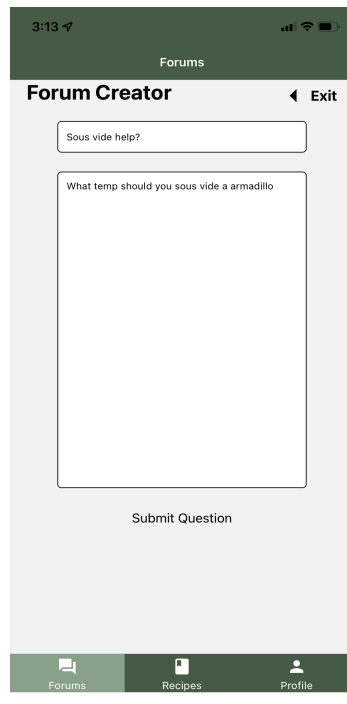 3:13
Forums
Forum Creator
Exit
Sous vide help?
What temp should you sous vide a armadillo
Submit Question
Forums
Recipes
Profile